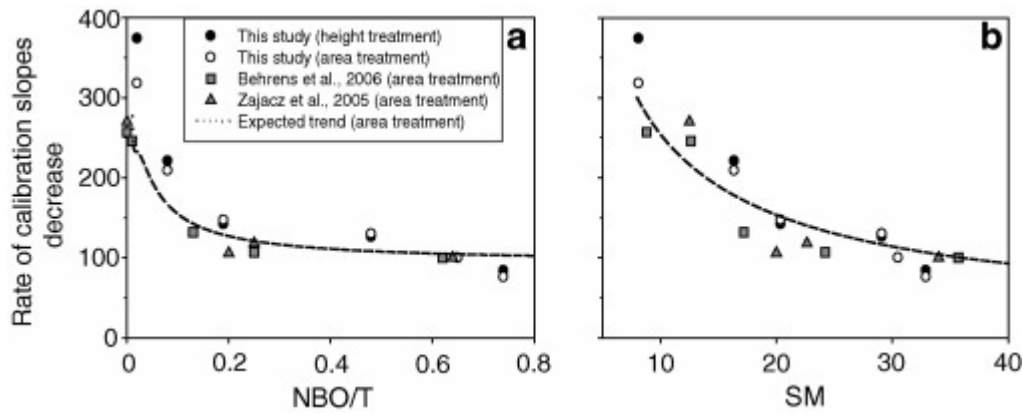 Rate of calibration slopes
decrease
400
300
200
100
0
This study (height treatment)
This study (area treatment)
Behrens et al., 2006 (area treatment)
Zajacz et al., 2005 (area treatment)
Expected trend (area treatment)
a
0 0.2 0.4 0.6 0.8
NBO/T
b
10 20 30 40
SM